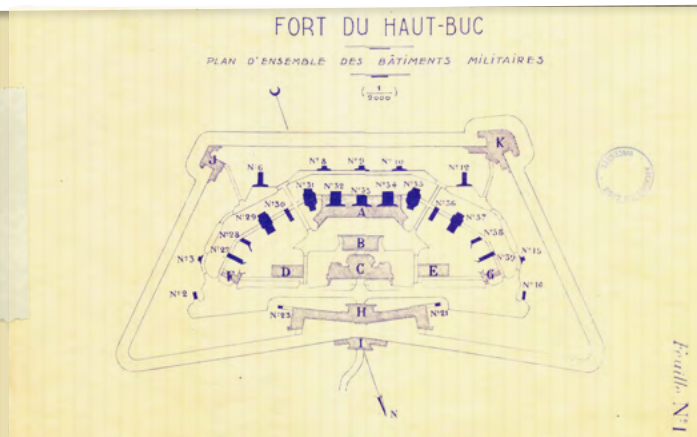 FORT DU HAUT-BUC
PLAN D'ENSEMBLE DES BÂTIMENTS MILITAIRES
(1/2000)
J
K
N°6
N°8
N°9
N°10
N°12
N°31
N°32
N°33
N°34
N°35
A
N°29
N°30
N°36
N°37
N°28
N°38
B
N°3
N°27
N°39
N°15
F
D
C
E
G
N°2
N°16
N°23
H
N°21
I
N
Feuille N°1